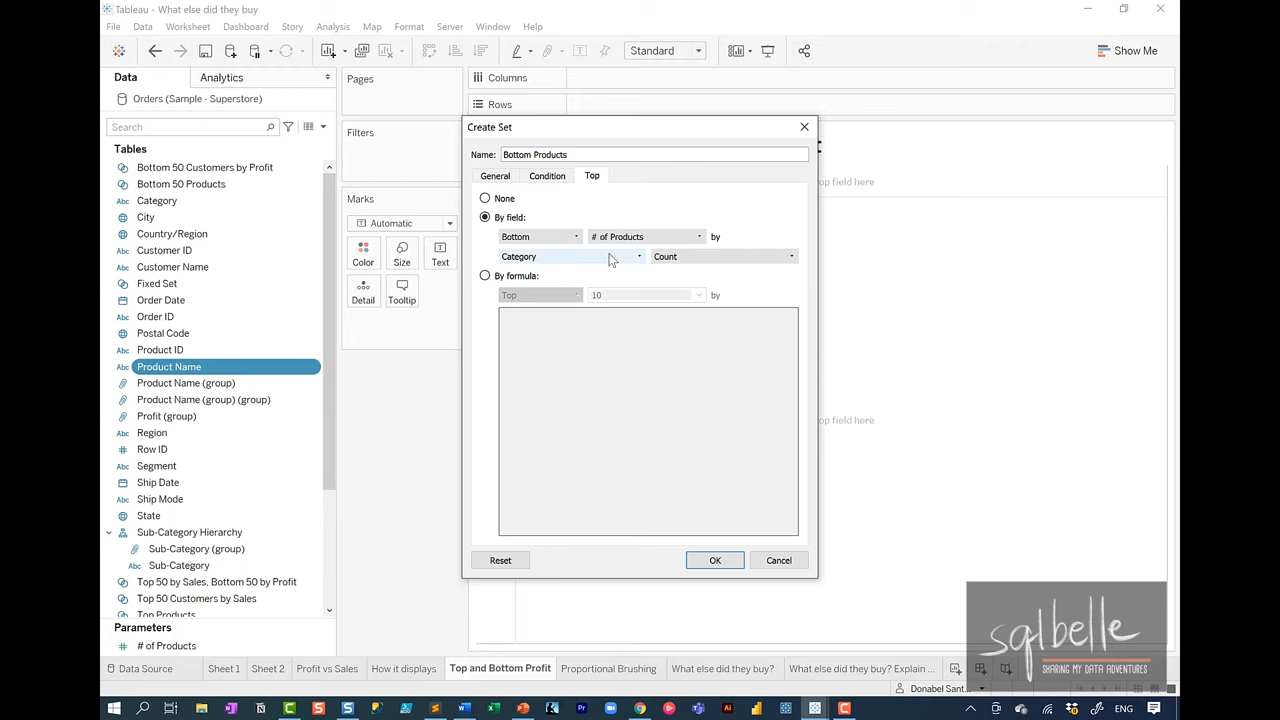 Tableau - What else did they buy
File Data Worksheet Dashboard Story Analysis Map Format Server Window Help
Standard
Show Me
Data
Analytics
Pages
Columns
Orders (Sample - Superstore)
Rows
Search
Filters
Tables
Bottom 50 Customers by Profit
Bottom 50 Products
Category
City
Country/Region
Customer ID
Customer Name
Fixed Set
Order Date
Order ID
Postal Code
Product ID
Product Name
Product Name (group)
Product Name (group) (group)
Profit (group)
Region
Row ID
Segment
Ship Date
Ship Mode
State
Sub-Category Hierarchy
Sub-Category (group)
Sub-Category
Top 50 by Sales, Bottom 50 by Profit
Top 50 Customers by Sales
Top Products
Parameters
# of Products
Marks
Automatic
Color Size Text
Detail Tooltip
Create Set
Name: Bottom Products
General Condition Top
None
By field:
Bottom # of Products by
Category Count
By formula:
Top 10 by
Reset OK Cancel
rop field here
rop field here
sqlbelle
SHARING MY DATA ADVENTURES
Data Source Sheet 1 Sheet 2 Profit vs Sales How it displays Top and Bottom Profit Proportional Brushing What else did they buy? What else did they buy? Explain ...
Donabel Sant...
ENG